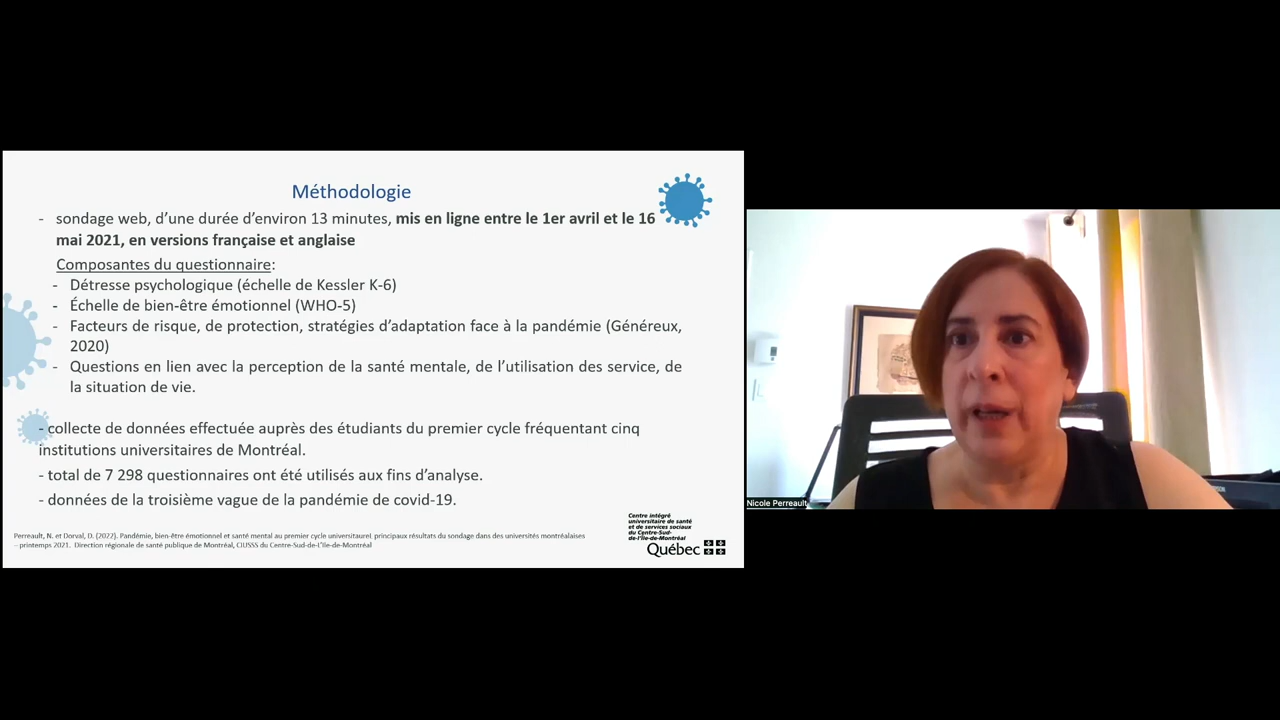 Méthodologie
- sondage web, d'une durée d'environ 13 minutes, mis en ligne entre le 1er avril et le 16
mai 2021, en versions française et anglaise
Composantes du questionnaire:
- Détresse psychologique (échelle de Kessler K-6)
- Échelle de bien-être émotionnel (WHO-5)
- Facteurs de risque, de protection, stratégies d'adaptation face à la pandémie (Généreux,
2020)
- Questions en lien avec la perception de la santé mentale, de l'utilisation des service, de
la situation de vie.
- collecte de données effectuée auprès des étudiants du premier cycle fréquentant cinq
institutions universitaires de Montréal.
- total de 7 298 questionnaires ont été utilisés aux fins d'analyse.
- données de la troisième vague de la pandémie de covid-19.
Perreault, N. et Dorval, D. (2022). Pandémie, bien-être émotionnel et santé mental au premier cycle universitaurel principaux résultats du sondage dans des universités montréalaises
– printemps 2021. Direction régionale de santé publique de Montréal, CIUSSS du Centre-Sud-de-L'île-de-Montréal
Centre intégré
universitaire de santé
et de services sociaux
du Centre-Sud-
de-l'Île-de-Montréal
Québec
Nicole Perreault